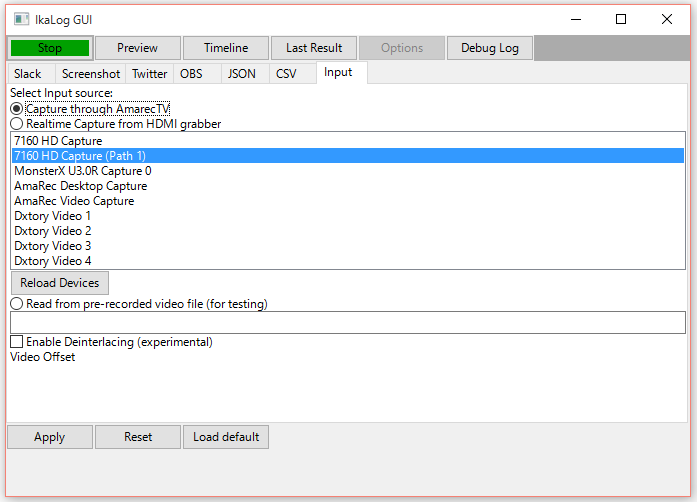 IkaLog GUI
Stop Preview Timeline Last Result Options Debug Log
Slack Screenshot Twitter OBS JSON CSV Input
Select Input source:
Capture through AmarecTV
Realtime Capture from HDMI grabber
7160 HD Capture
7160 HD Capture (Path 1)
MonsterX U3.0R Capture 0
AmaRec Desktop Capture
AmaRec Video Capture
Dxtory Video 1
Dxtory Video 2
Dxtory Video 3
Dxtory Video 4
Reload Devices
Read from pre-recorded video file (for testing)
Enable Deinterlacing (experimental)
Video Offset
Apply Reset Load default